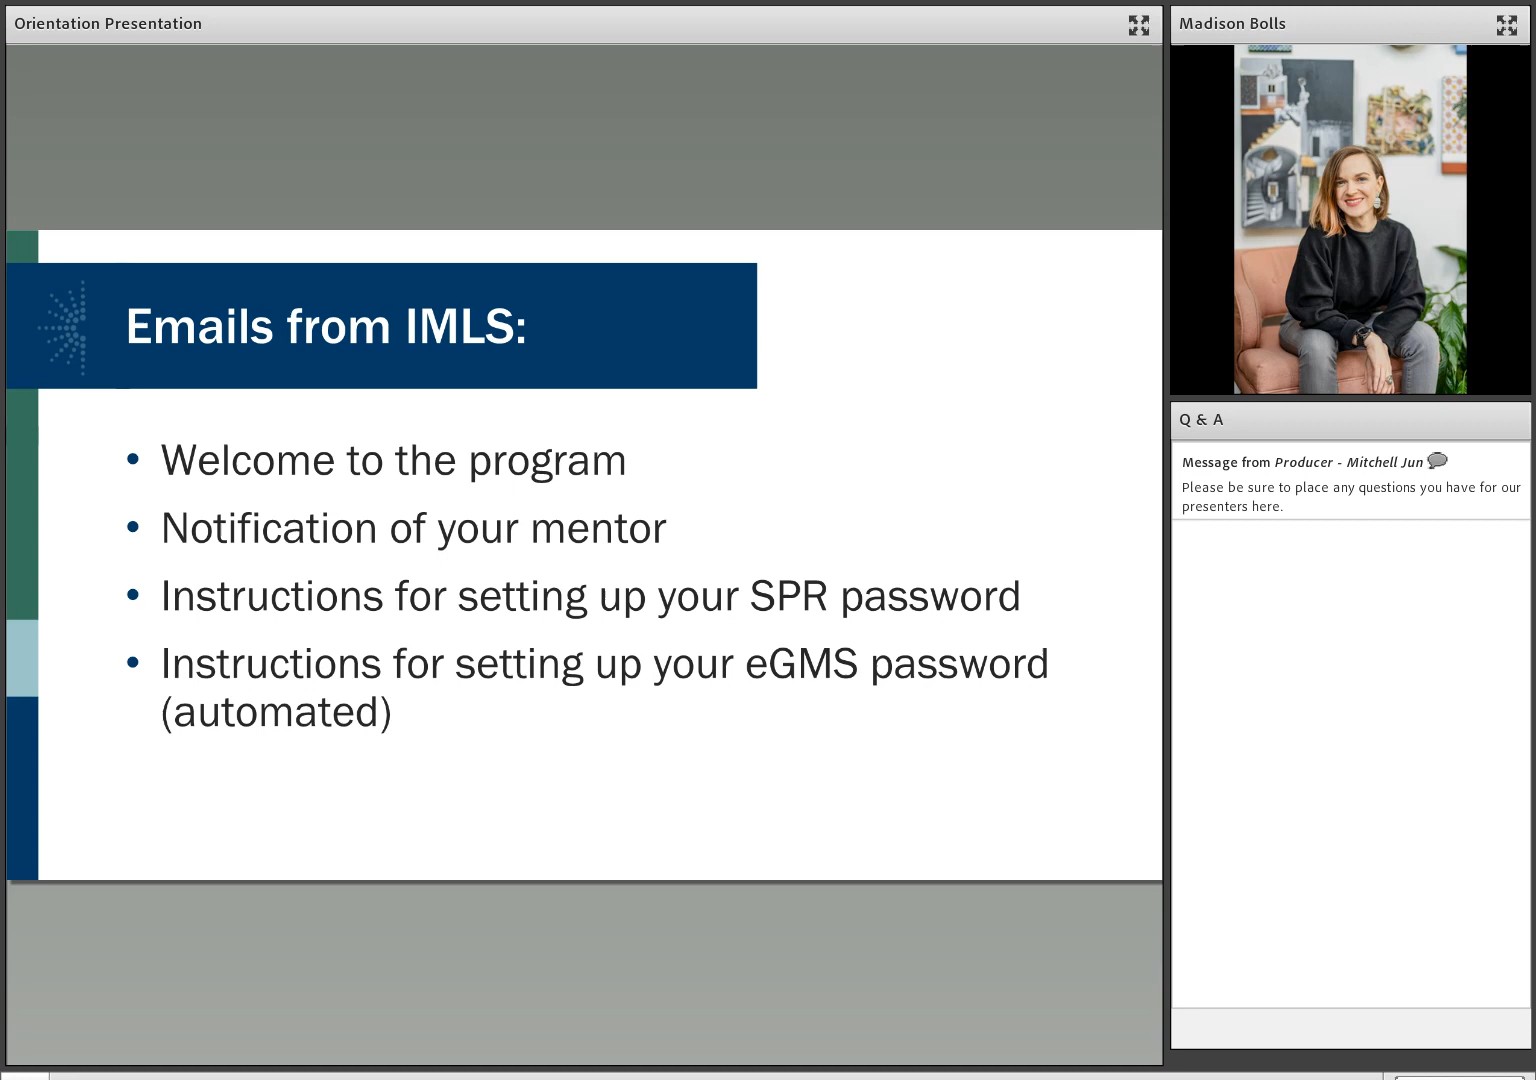 Orientation Presentation
Madison Bolls
Emails from IMLS:
• Welcome to the program
• Notification of your mentor
• Instructions for setting up your SPR password
• Instructions for setting up your eGMS password
(automated)
Q & A
Message from Producer - Mitchell Jun
Please be sure to place any questions you have for our
presenters here.